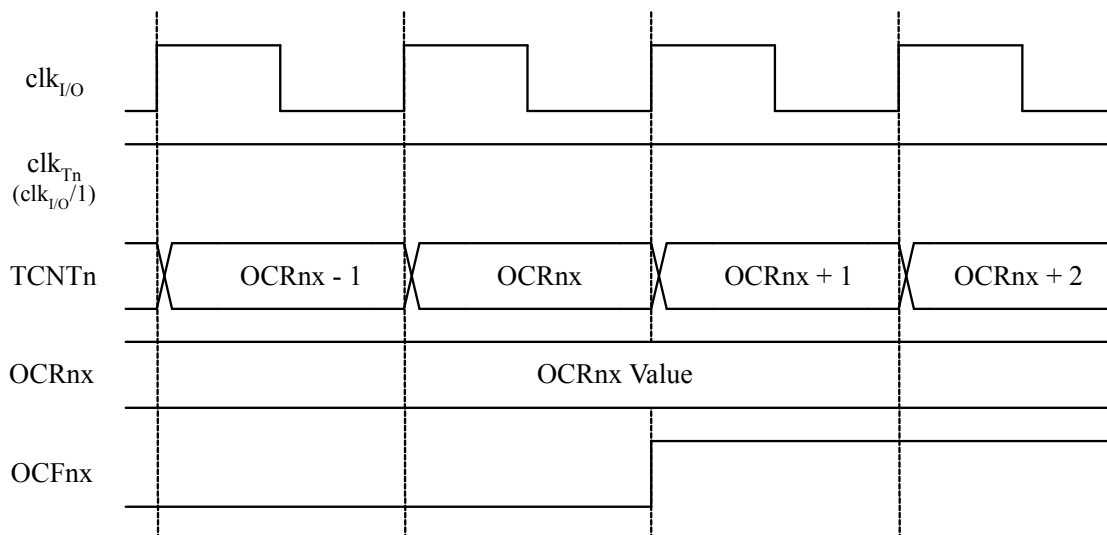 clkI/O
clkTn
(clkI/O/1)
TCNTn OCRnx - 1 OCRnx OCRnx + 1 OCRnx + 2
OCRnx OCRnx Value
OCFnx